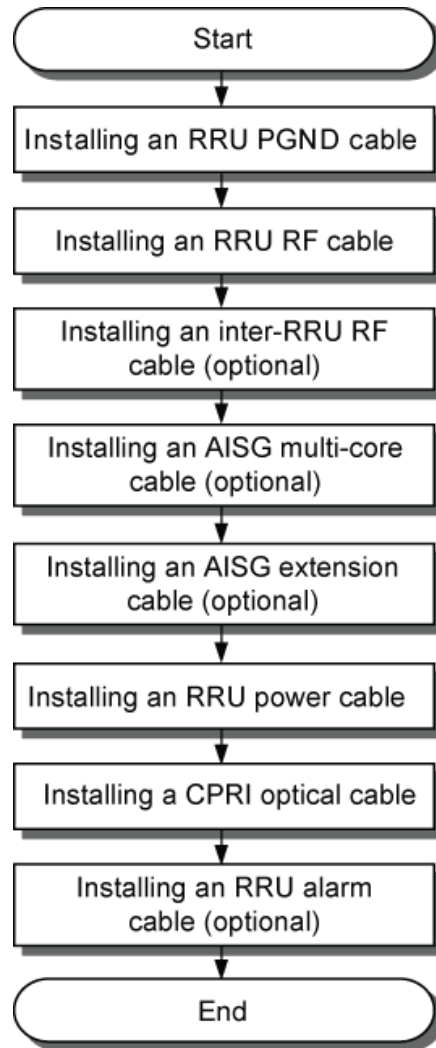 Start
Installing an RRU PGND cable
Installing an RRU RF cable
Installing an inter-RRU RF
cable (optional)
Installing an AISG multi-core
cable (optional)
Installing an AISG extension
cable (optional)
Installing an RRU power cable
Installing a CPRI optical cable
Installing an RRU alarm
cable (optional)
End